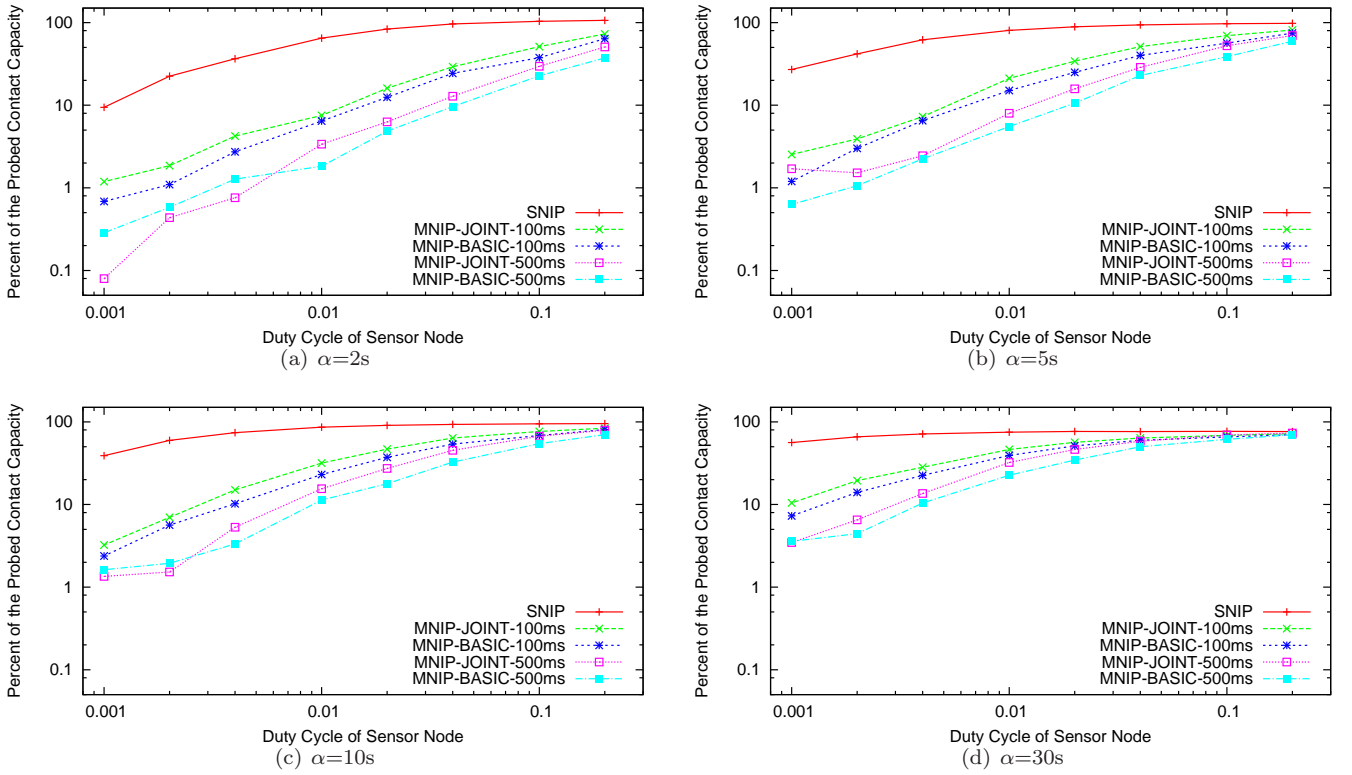 Percent of the Probed Contact Capacity
100
10
1
0.1
0.001
0.01
0.1
SNIP
MNIP-JOINT-100ms
MNIP-BASIC-100ms
MNIP-JOINT-500ms
MNIP-BASIC-500ms
Duty Cycle of Sensor Node
(a) α=2s
Percent of the Probed Contact Capacity
100
10
1
0.1
0.001
0.01
0.1
SNIP
MNIP-JOINT-100ms
MNIP-BASIC-100ms
MNIP-JOINT-500ms
MNIP-BASIC-500ms
Duty Cycle of Sensor Node
(b) α=5s
Percent of the Probed Contact Capacity
100
10
1
0.1
0.001
0.01
0.1
SNIP
MNIP-JOINT-100ms
MNIP-BASIC-100ms
MNIP-JOINT-500ms
MNIP-BASIC-500ms
Duty Cycle of Sensor Node
(c) α=10s
Percent of the Probed Contact Capacity
100
10
1
0.1
0.001
0.01
0.1
SNIP
MNIP-JOINT-100ms
MNIP-BASIC-100ms
MNIP-JOINT-500ms
MNIP-BASIC-500ms
Duty Cycle of Sensor Node
(d) α=30s